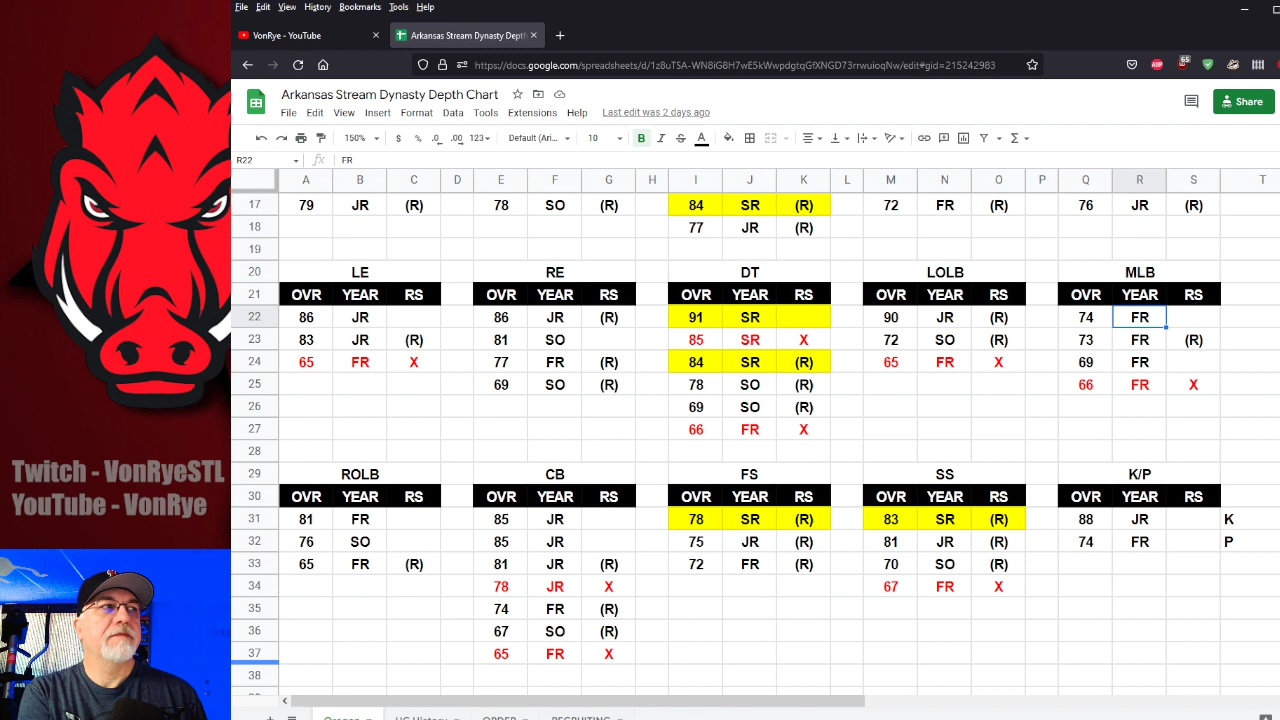 File Edit View History Bookmarks Tools Help
VonRye - YouTube
Arkansas Stream Dynasty Depth
https://docs.google.com/spreadsheets/d/1z8uTSA-WN8iG8H7wE5kWwpdgtqGfXNGD73rrwuioqNw/edit#gid=215242983
Arkansas Stream Dynasty Depth Chart
File Edit View Insert Format Data Tools Extensions Help Last edit was 2 days ago
Share
150% $ % .0 .00 123 Default (Ari... 10 B I S A
R22 fx FR
A B C D E F G H I J K L M N O P Q R S T
17 79 JR (R) 78 SO (R) 84 SR (R) 72 FR (R) 76 JR (R)
18 77 JR (R)
19
20 LE RE DT LOLB MLB
21 OVR YEAR RS OVR YEAR RS OVR YEAR RS OVR YEAR RS OVR YEAR RS
22 86 JR 86 JR (R) 91 SR 90 JR (R) 74 FR
23 83 JR (R) 81 SO 85 SR X 72 SO (R) 73 FR (R)
24 65 FR X 77 FR (R) 84 SR (R) 65 FR X 69 FR
25 69 SO (R) 78 SO (R) 66 FR X
26 69 SO (R)
27 66 FR X
28
29 ROLB CB FS SS K/P
30 OVR YEAR RS OVR YEAR RS OVR YEAR RS OVR YEAR RS OVR YEAR RS
31 81 FR 85 JR 78 SR (R) 83 SR (R) 88 JR K
32 76 SO 85 JR 75 JR (R) 81 JR (R) 74 FR P
33 65 FR (R) 81 JR (R) 72 FR (R) 70 SO (R)
34 78 JR X 67 FR X
35 74 FR (R)
36 67 SO (R)
37 65 FR X
38
Twitch - VonRyeSTL
YouTube - VonRye